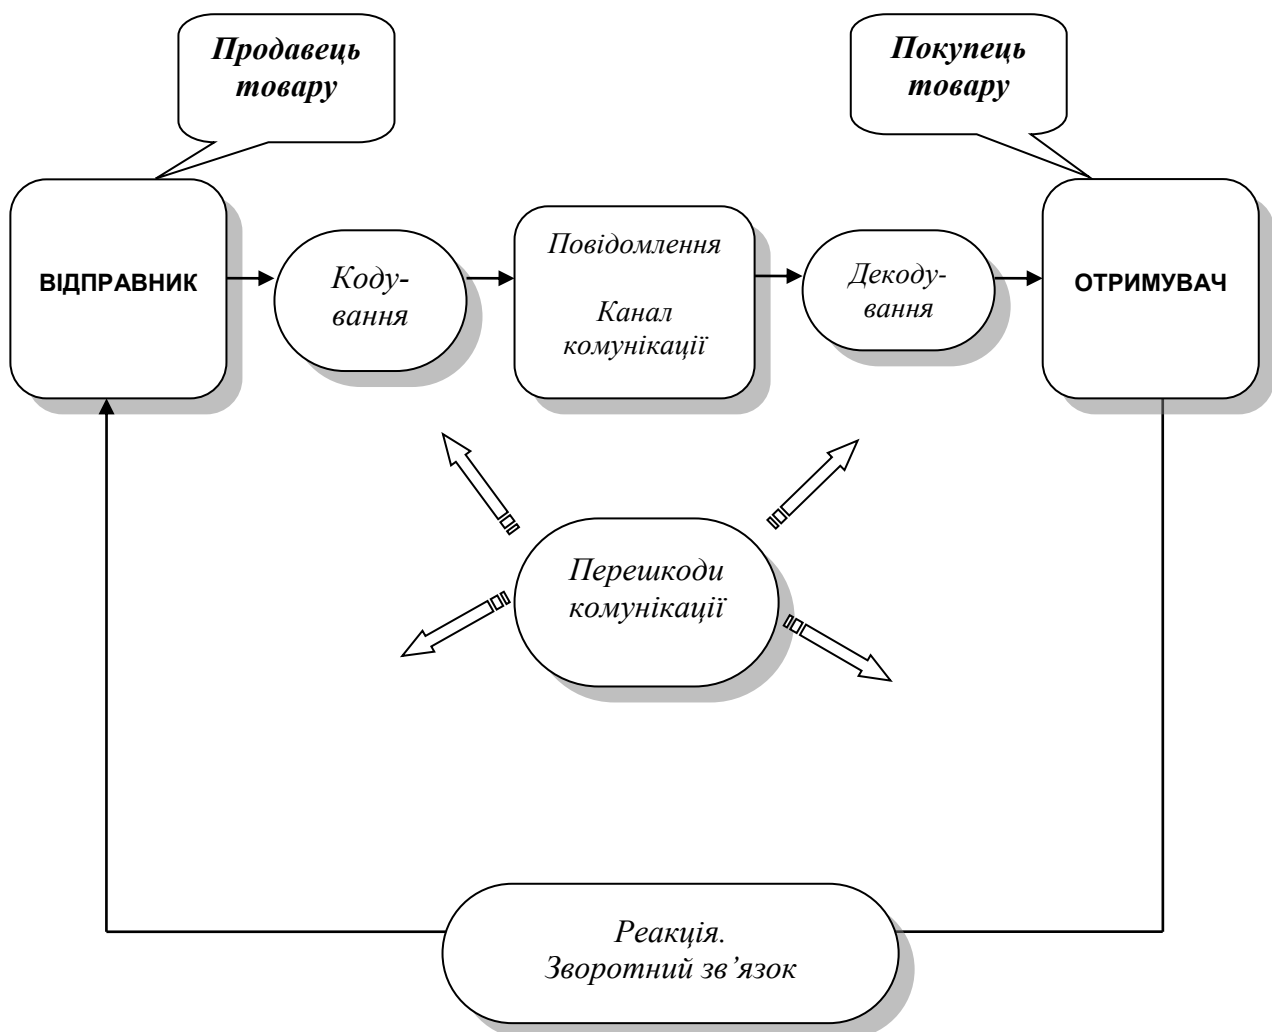 Продавець
товару
Покупець
товару
ВІДПРАВНИК
Коду-
вання
Повідомлення
Канал
комунікації
Декоду-
вання
ОТРИМУВАЧ
Перешкоди
комунікації
Реакція.
Зворотний зв’язок